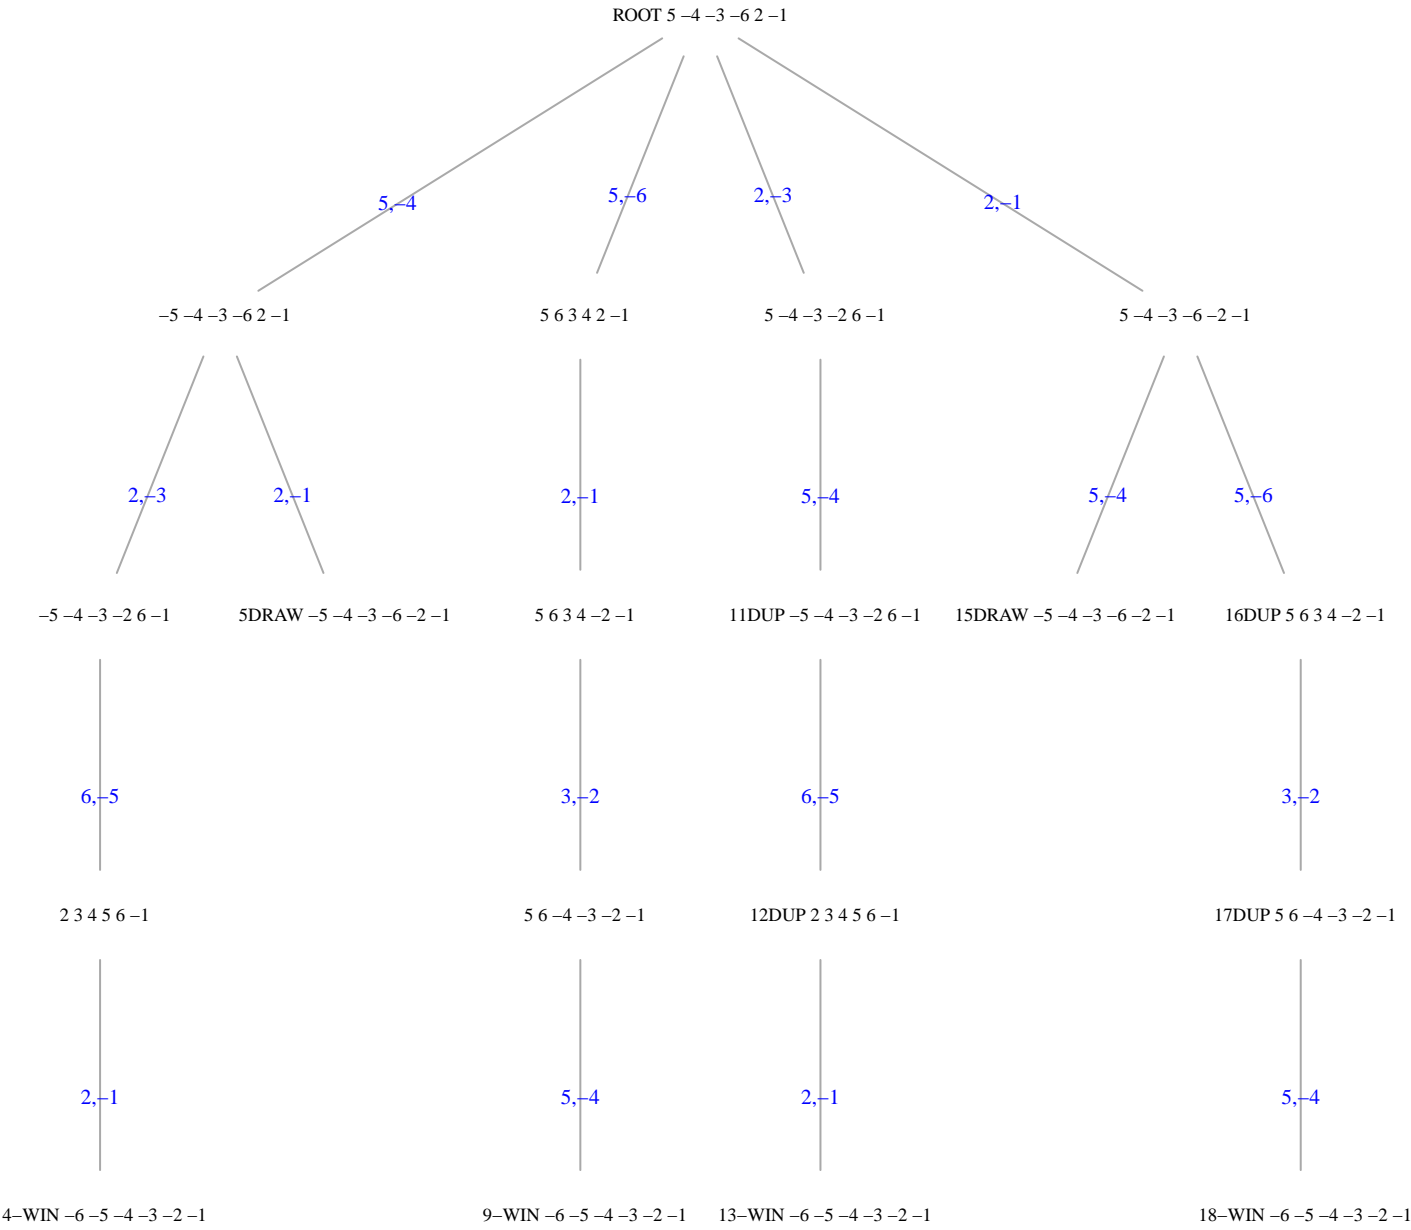 ROOT 5 –4 –3 –6 2 –1
5,–4
5,–6
2,–3
2,–1
–5 –4 –3 –6 2 –1
5 6 3 4 2 –1
5 –4 –3 –2 6 –1
5 –4 –3 –6 –2 –1
2,–3
2,–1
2,–1
5,–4
5,–4
5,–6
–5 –4 –3 –2 6 –1
5DRAW –5 –4 –3 –6 –2 –1
5 6 3 4 –2 –1
11DUP –5 –4 –3 –2 6 –1
15DRAW –5 –4 –3 –6 –2 –1
16DUP 5 6 3 4 –2 –1
6,–5
3,–2
6,–5
3,–2
2 3 4 5 6 –1
5 6 –4 –3 –2 –1
12DUP 2 3 4 5 6 –1
17DUP 5 6 –4 –3 –2 –1
2,–1
5,–4
2,–1
5,–4
4–WIN –6 –5 –4 –3 –2 –1
9–WIN –6 –5 –4 –3 –2 –1
13–WIN –6 –5 –4 –3 –2 –1
18–WIN –6 –5 –4 –3 –2 –1